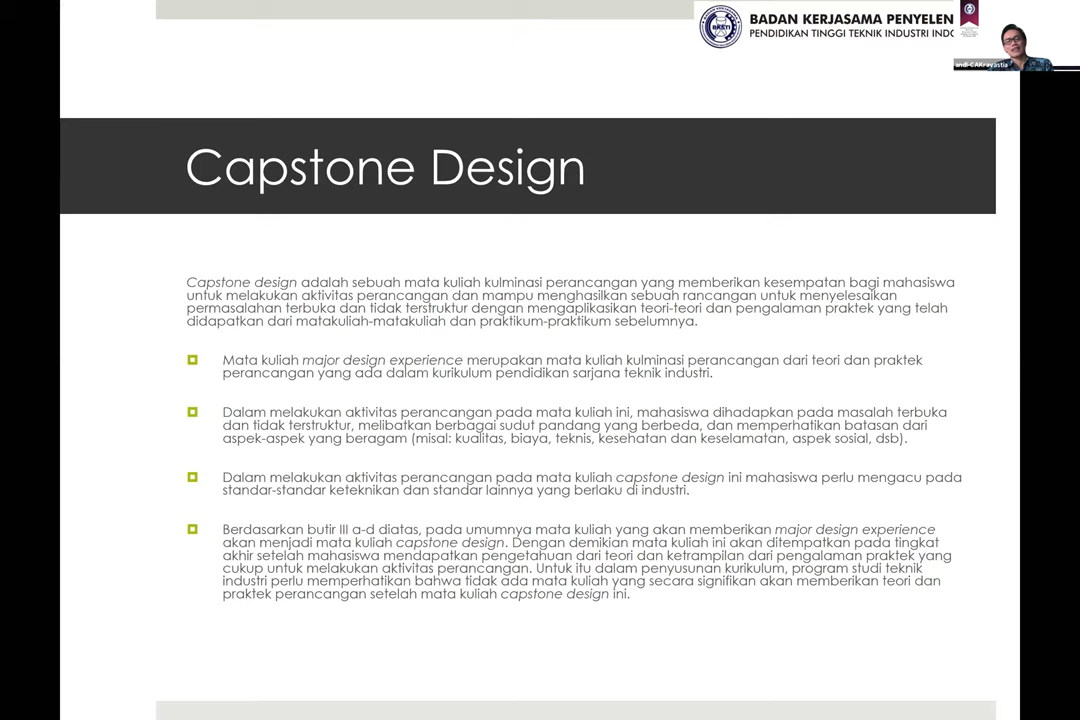 BADAN KERJASAMA PENYELEN
PENDIDIKAN TINGGI TEKNIK INDUSTRI INDO
BKSTI
Capstone Design
Capstone design adalah sebuah mata kuliah kulminasi perancangan yang memberikan kesempatan bagi mahasiswa
untuk melakukan aktivitas perancangan dan mampu menghasilkan sebuah rancangan untuk menyelesaikan
permasalahan terbuka dan tidak terstruktur dengan mengaplikasikan teori-teori dan pengalaman praktek yang telah
didapatkan dari matakuliah-matakuliah dan praktikum-praktikum sebelumnya.
Mata kuliah major design experience merupakan mata kuliah kulminasi perancangan dari teori dan praktek
perancangan yang ada dalam kurikulum pendidikan sarjana teknik industri.
Dalam melakukan aktivitas perancangan pada mata kuliah ini, mahasiswa dihadapkan pada masalah terbuka
dan tidak terstruktur, melibatkan berbagai sudut pandang yang berbeda, dan memperhatikan batasan dari
aspek-aspek yang beragam (misal: kualitas, biaya, teknis, kesehatan dan keselamatan, aspek sosial, dsb).
Dalam melakukan aktivitas perancangan pada mata kuliah capstone design ini mahasiswa perlu mengacu pada
standar-standar keteknikan dan standar lainnya yang berlaku di industri.
Berdasarkan butir III a-d diatas, pada umumnya mata kuliah yang akan memberikan major design experience
akan menjadi mata kuliah capstone design. Dengan demikian mata kuliah ini akan ditempatkan pada tingkat
akhir setelah mahasiswa mendapatkan pengetahuan dari teori dan ketrampilan dari pengalaman praktek yang
cukup untuk melakukan aktivitas perancangan. Untuk itu dalam penyusunan kurikulum, program studi teknik
industri perlu memperhatikan bahwa tidak ada mata kuliah yang secara signifikan akan memberikan teori dan
praktek perancangan setelah mata kuliah capstone design ini.